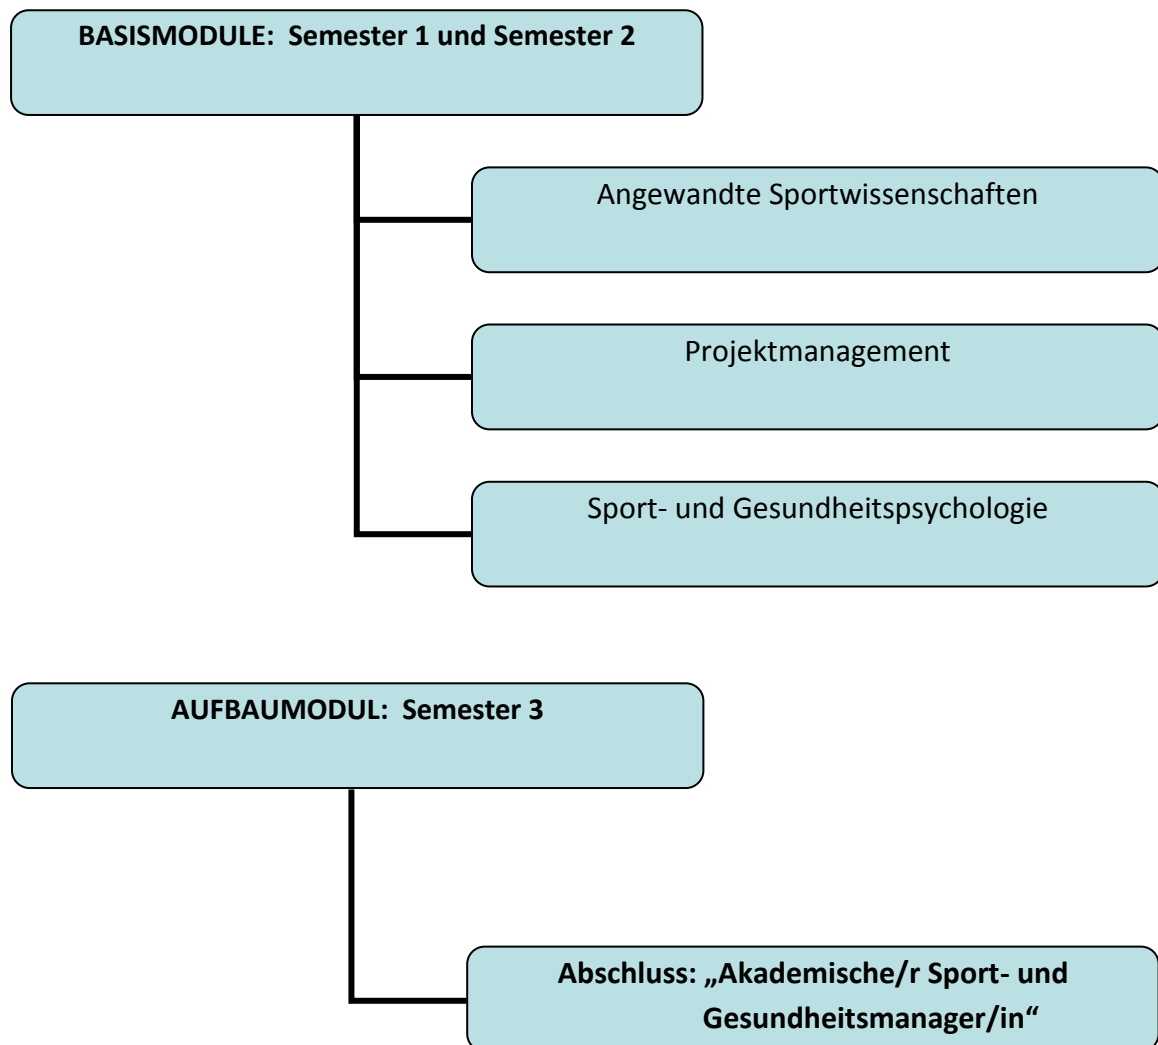 BASISMODULE: Semester 1 und Semester 2
Angewandte Sportwissenschaften
Projektmanagement
Sport- und Gesundheitspsychologie
AUFBAUMODUL: Semester 3
Abschluss: „Akademische/r Sport- und
Gesundheitsmanager/in“